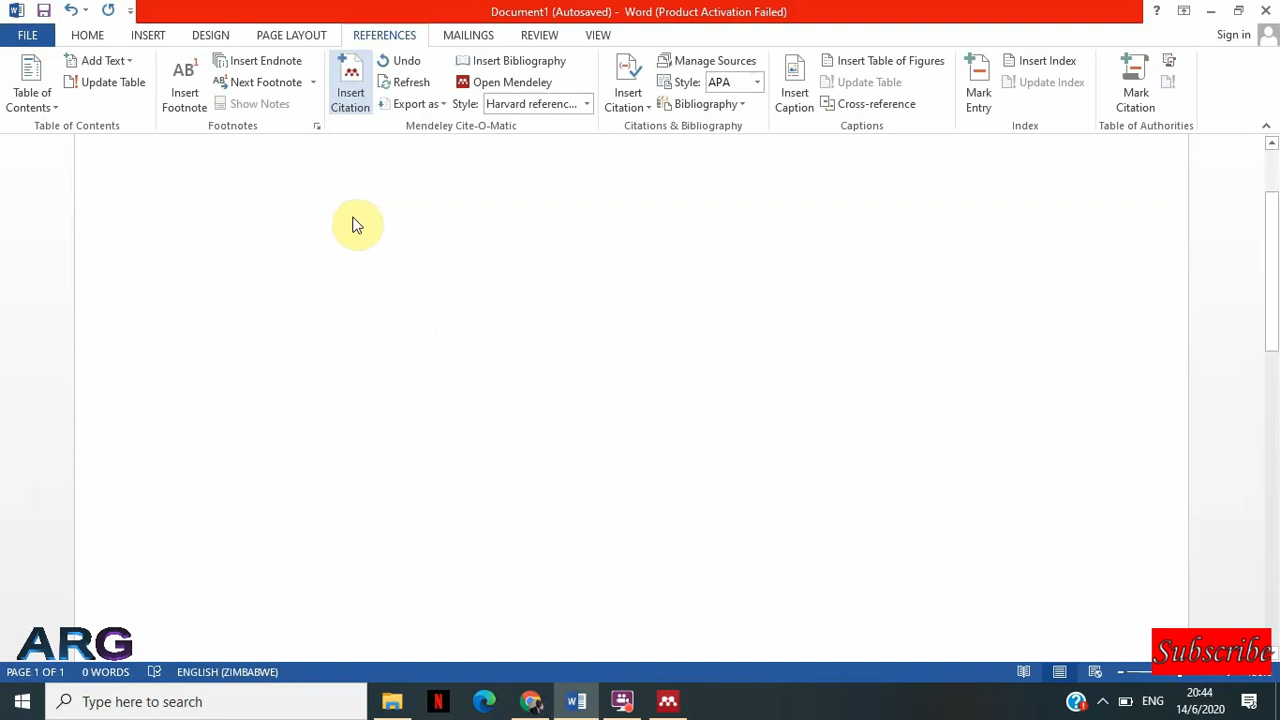 Document1 (Autosaved) - Word (Product Activation Failed)
?
Sign in
FILE HOME INSERT DESIGN PAGE LAYOUT REFERENCES MAILINGS REVIEW VIEW
Table of
Contents
Add Text
Update Table
Table of Contents
AB1
Insert
Footnote
Insert Endnote
AB1 Next Footnote
Show Notes
Footnotes
Insert
Citation
Undo
Refresh
Export as
Insert Bibliography
Open Mendeley
Style: Harvard referenc...
Mendeley Cite-O-Matic
Insert
Citation
Manage Sources
Style: APA
Bibliography
Citations & Bibliography
Insert
Caption
Insert Table of Figures
Update Table
Cross-reference
Captions
Mark
Entry
Insert Index
Update Index
Index
Mark
Citation
Table of Authorities
ARG
Subscribe
PAGE 1 OF 1 0 WORDS ENGLISH (ZIMBABWE)
Type here to search
N
ENG
20:44
14/6/2020